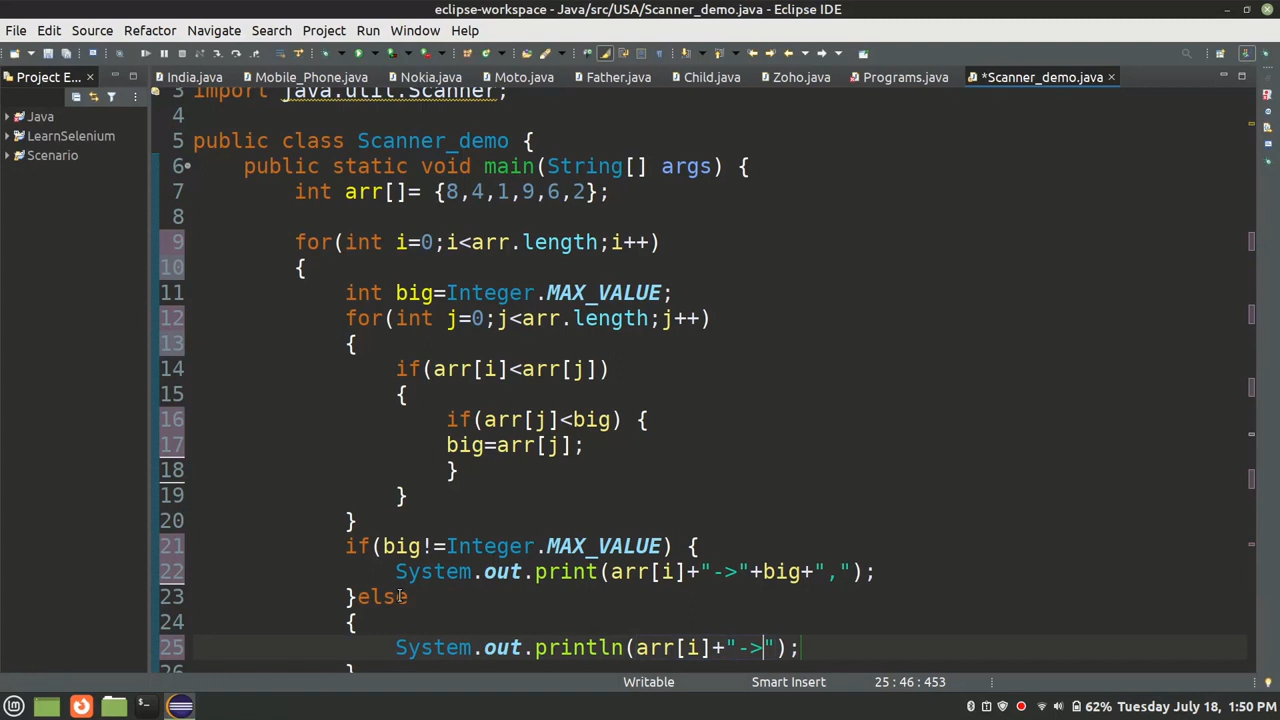 eclipse-workspace - Java/src/USA/Scanner_demo.java - Eclipse IDE
File Edit Source Refactor Navigate Search Project Run Window Help
Project E... India.java Mobile_Phone.java Nokia.java Moto.java Father.java Child.java Zoho.java Programs.java *Scanner_demo.java
Java
LearnSelenium
Scenario
3 import java.util.Scanner;
4
5 public class Scanner_demo {
6 public static void main(String[] args) {
7 int arr[]= {8,4,1,9,6,2};
8
9 for(int i=0;i<arr.length;i++)
10 {
11 int big=Integer.MAX_VALUE;
12 for(int j=0;j<arr.length;j++)
13 {
14 if(arr[i]<arr[j])
15 {
16 if(arr[j]<big) {
17 big=arr[j];
18 }
19 }
20 }
21 if(big!=Integer.MAX_VALUE) {
22 System.out.print(arr[i]+"->"+big+",");
23 }else
24 {
25 System.out.println(arr[i]+"->");
26 }
Writable Smart Insert 25 : 46 : 453
62% Tuesday July 18, 1:50 PM